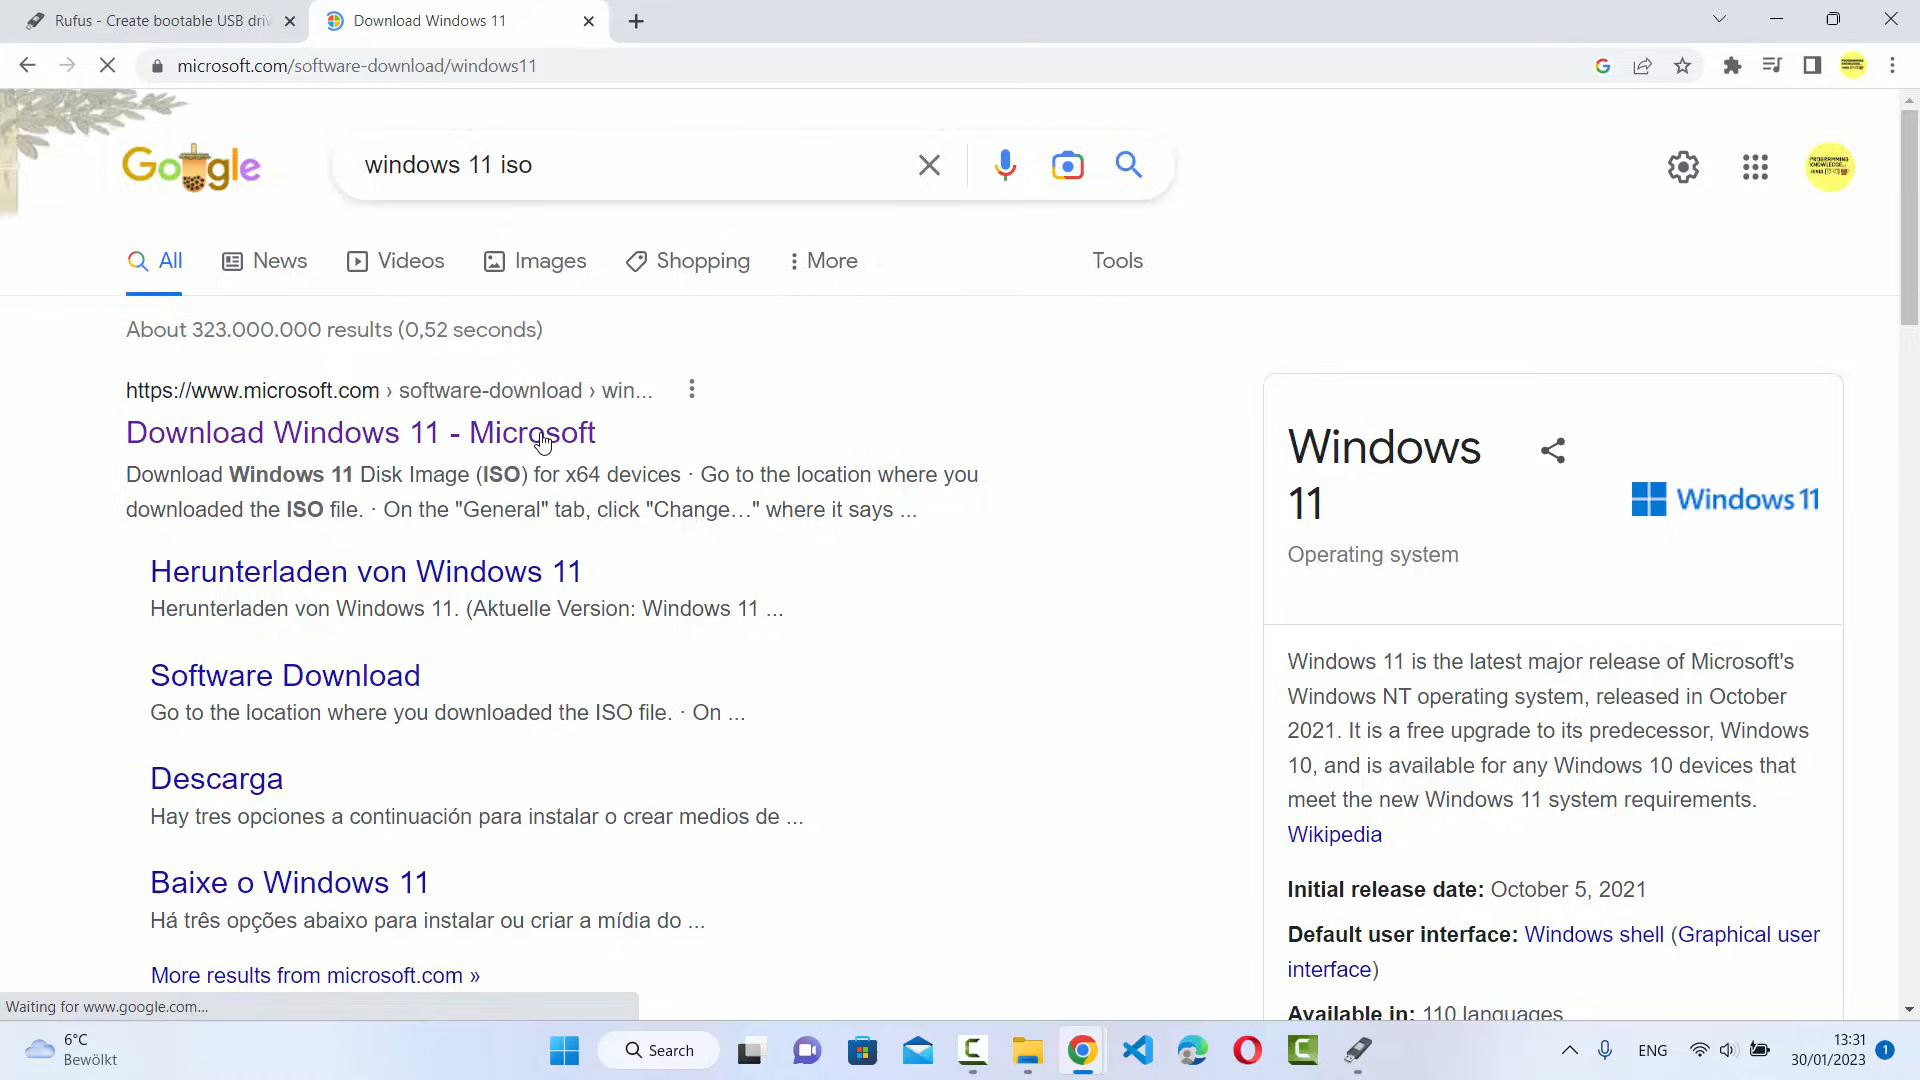 Rufus - Create bootable USB driv
Download Windows 11
microsoft.com/software-download/windows11
Google
windows 11 iso
All
News
Videos
Images
Shopping
More
Tools
About 323.000.000 results (0,52 seconds)
https://www.microsoft.com › software-download › win...
Download Windows 11 - Microsoft
Download Windows 11 Disk Image (ISO) for x64 devices · Go to the location where you
downloaded the ISO file. · On the "General" tab, click "Change…" where it says ...
Herunterladen von Windows 11
Herunterladen von Windows 11. (Aktuelle Version: Windows 11 ...
Software Download
Go to the location where you downloaded the ISO file. · On ...
Descarga
Hay tres opciones a continuación para instalar o crear medios de ...
Baixe o Windows 11
Há três opções abaixo para instalar ou criar a mídia do ...
More results from microsoft.com »
Windows
11
Windows 11
Operating system
Windows 11 is the latest major release of Microsoft's
Windows NT operating system, released in October
2021. It is a free upgrade to its predecessor, Windows
10, and is available for any Windows 10 devices that
meet the new Windows 11 system requirements.
Wikipedia
Initial release date: October 5, 2021
Default user interface: Windows shell (Graphical user
interface)
Available in: 110 languages
Waiting for www.google.com...
6°C
Bewölkt
Search
ENG
13:31
30/01/2023
1